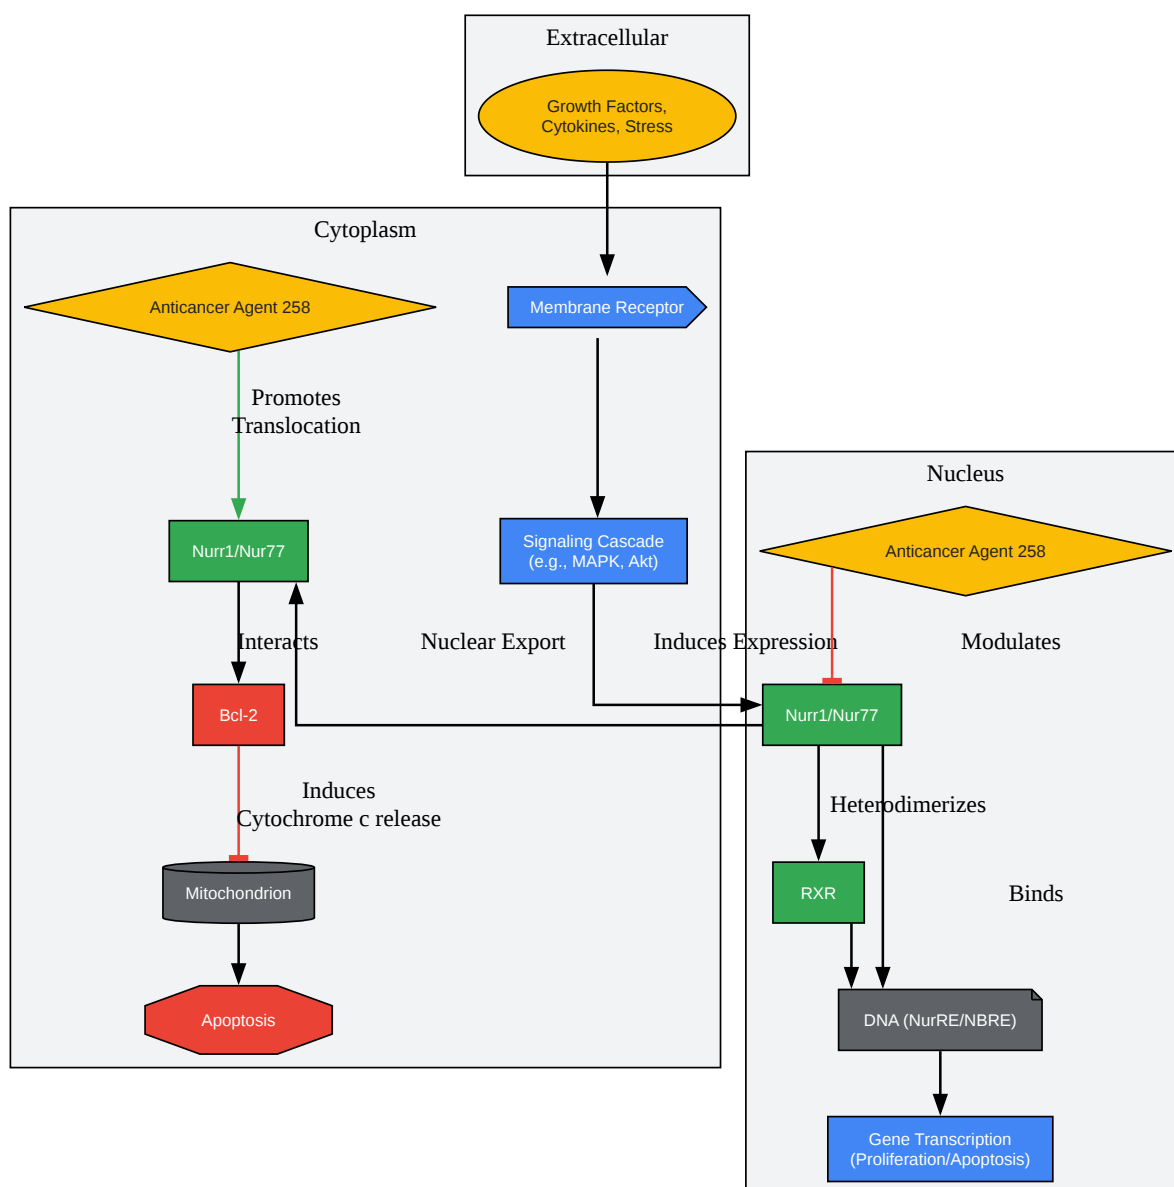 Extracellular
Growth Factors,
Cytokines, Stress
Cytoplasm
Anticancer Agent 258
Membrane Receptor
Promotes
Translocation
Nucleus
Nurr1/Nur77
Signaling Cascade
(e.g., MAPK, Akt)
Anticancer Agent 258
Interacts
Nuclear Export
Induces Expression
Modulates
Bcl-2
Nurr1/Nur77
Induces
Cytochrome c release
Heterodimerizes
Mitochondrion
RXR
Binds
Apoptosis
DNA (NurRE/NBRE)
Gene Transcription
(Proliferation/Apoptosis)